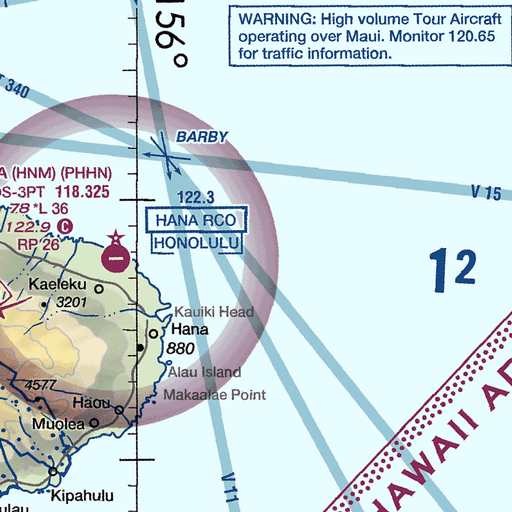 156°
WARNING: High volume Tour Aircraft
operating over Maui. Monitor 120.65
for traffic information.
340
BARBY
A (HNM) (PHHN)
OS-3PT 118.325
78 *L 36
122.9 C
RP 26
122.3
HANA RCO
HONOLULU
V 15
12
Kaeleku
3201
Kauiki Head
Hana
880
Alau Island
Makaalae Point
4577
Haou
Muolea
Kipahulu
V 11
HAWAII AD